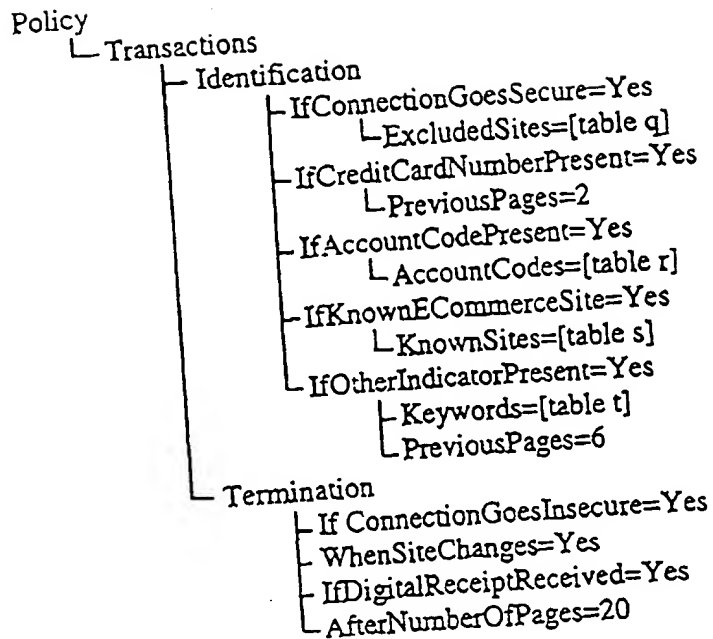 Policy
Transactions
Identification
IfConnectionGoesSecure=Yes
ExcludedSites=[table q]
IfCreditCardNumberPresent=Yes
PreviousPages=2
IfAccountCodePresent=Yes
AccountCodes=[table r]
IfKnownECommerceSite=Yes
KnownSites=[table s]
IfOtherIndicatorPresent=Yes
Keywords=[table t]
PreviousPages=6
Termination
If ConnectionGoesInsecure=Yes
WhenSiteChanges=Yes
IfDigitalReceiptReceived=Yes
AfterNumberOfPages=20